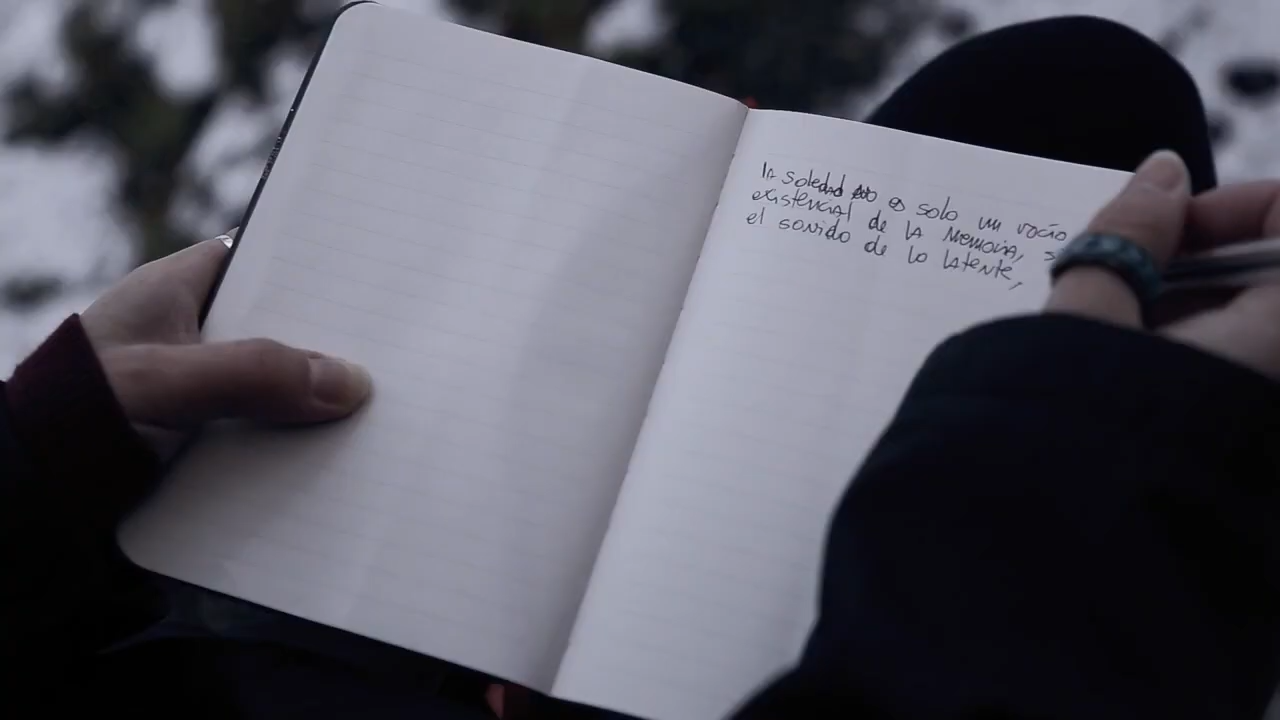 la soledad no es solo un vacío
existencial de la memoria,
el sonido de lo latente,